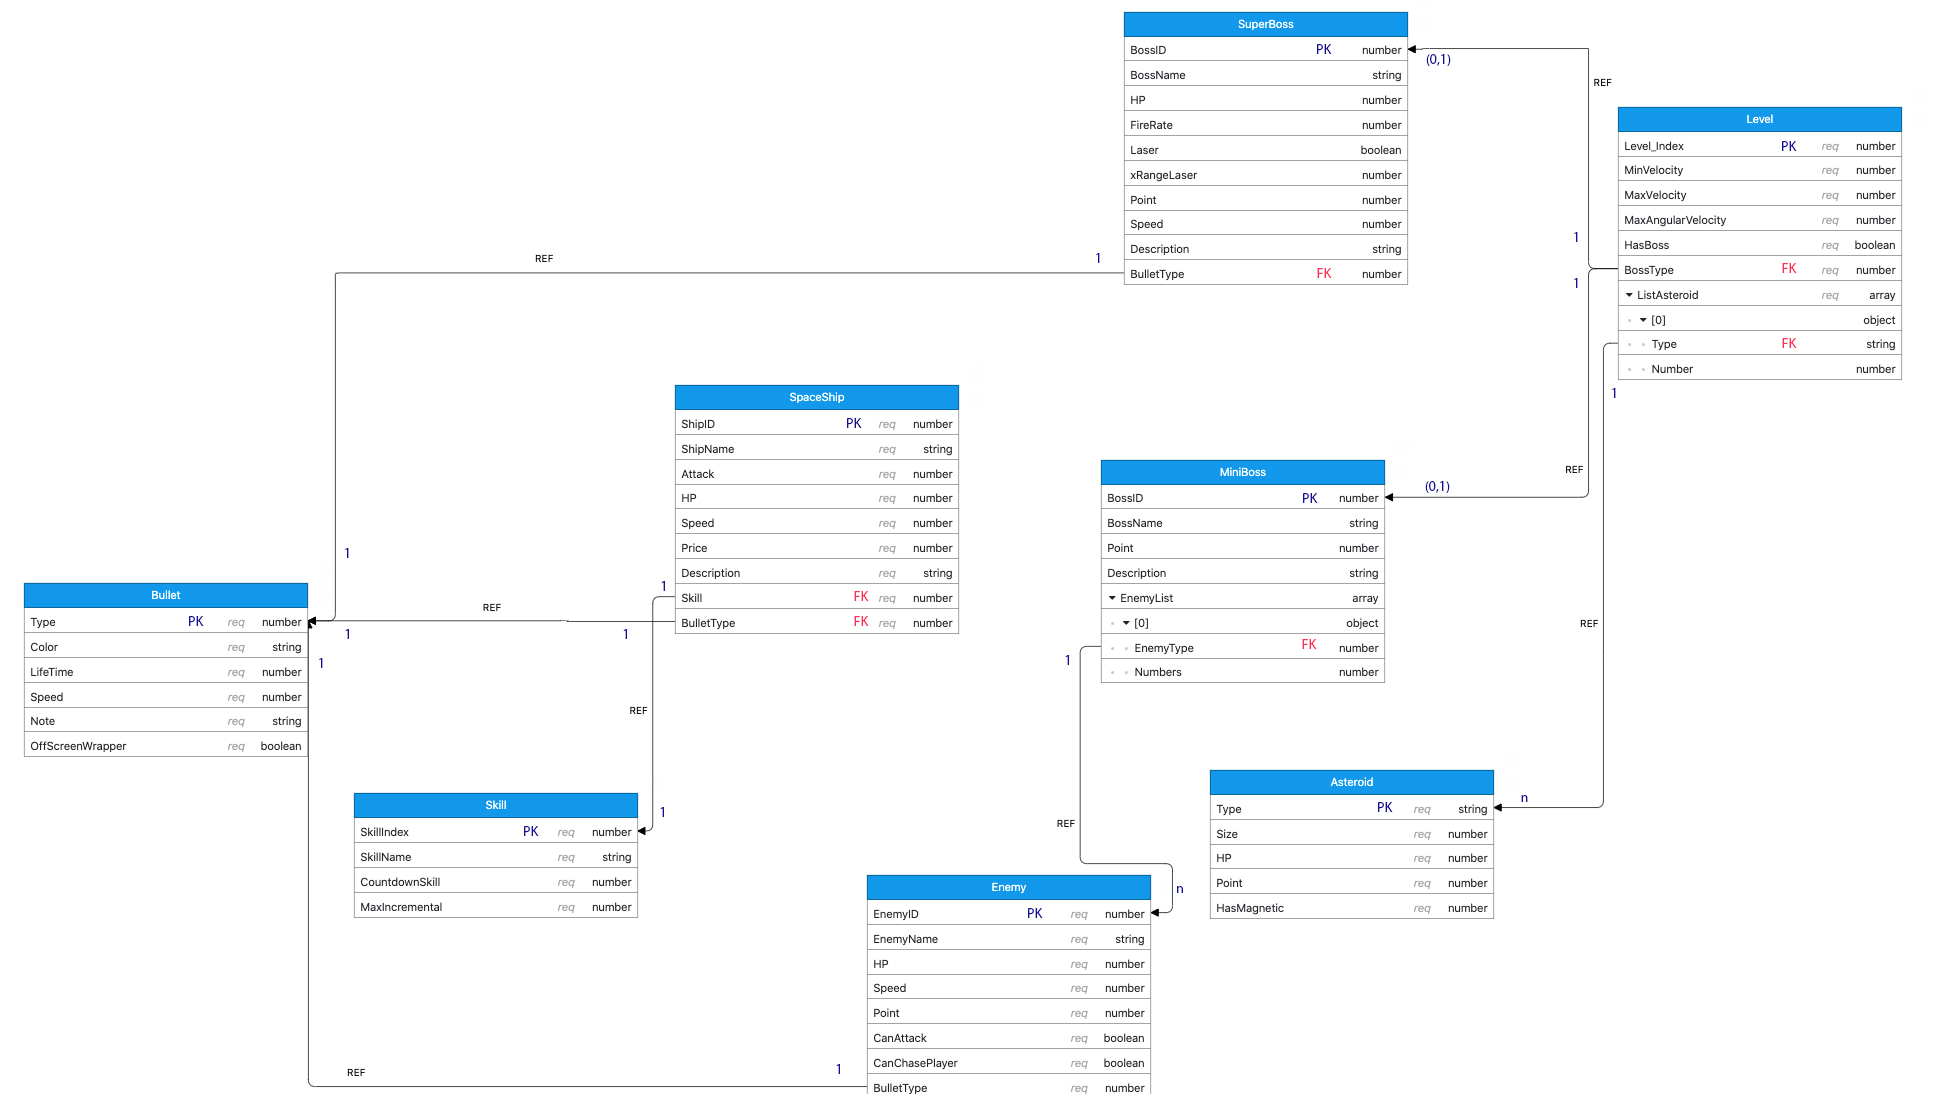 SuperBoss
BossID PK number
BossName string
HP number
FireRate number
Laser boolean
xRangeLaser number
Point number
Speed number
Description string
BulletType FK number
(0,1)
REF
Level
Level_Index PK req number
MinVelocity req number
MaxVelocity req number
MaxAngularVelocity req number
HasBoss req boolean
BossType FK req number
ListAsteroid req array
[0] object
Type FK string
Number number
1
1
1
REF
1
1
SpaceShip
ShipID PK req number
ShipName req string
Attack req number
HP req number
Speed req number
Price req number
Description req string
Skill FK req number
BulletType FK req number
MiniBoss
BossID PK number
BossName string
Point number
Description string
EnemyList array
[0] object
EnemyType FK number
Numbers number
(0,1)
REF
REF
1
Bullet
Type PK req number
Color req string
LifeTime req number
Speed req number
Note req string
OffScreenWrapper req boolean
REF
1
1
1
1
REF
1
Skill
SkillIndex PK req number
SkillName req string
CountdownSkill req number
MaxIncremental req number
REF
n
Asteroid
Type PK req string
Size req number
HP req number
Point req number
HasMagnetic req number
n
Enemy
EnemyID PK req number
EnemyName req string
HP req number
Speed req number
Point req number
CanAttack req boolean
CanChasePlayer req boolean
BulletType req number
REF
1